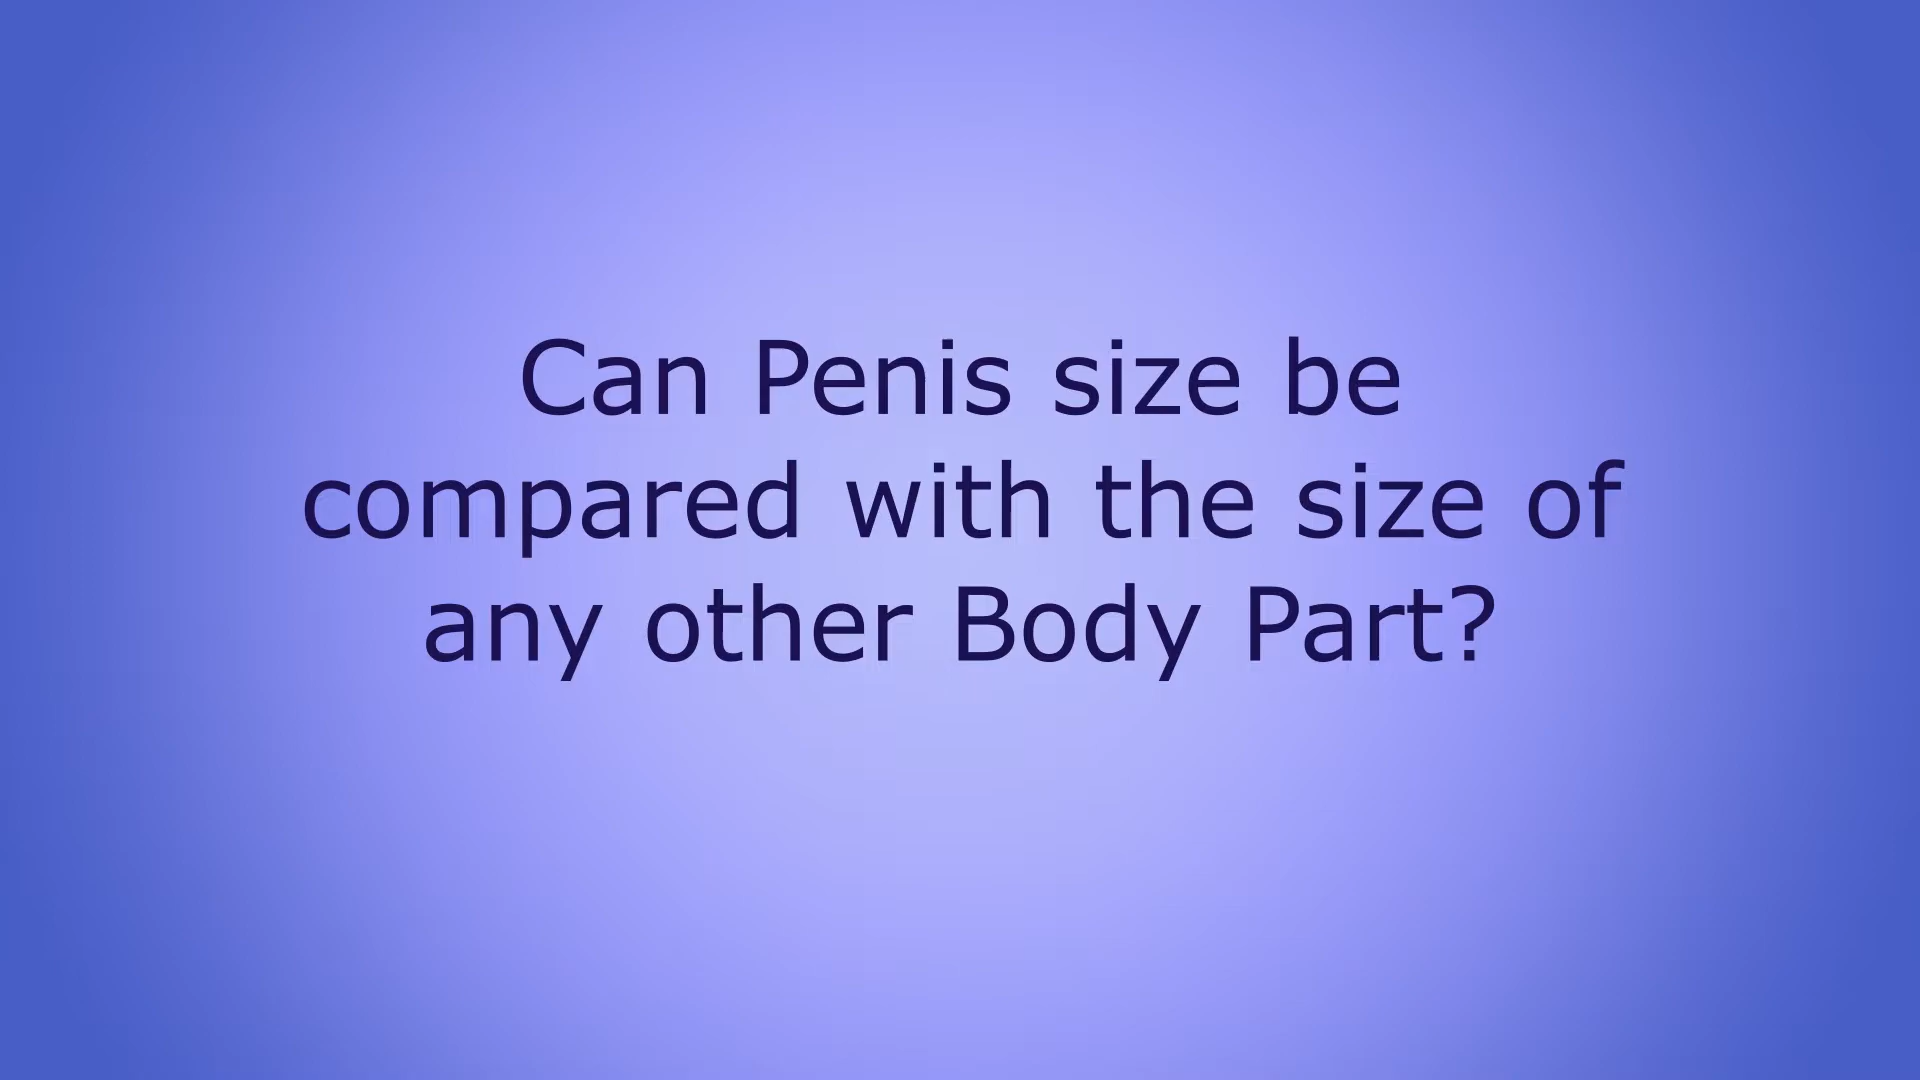 Can Penis size be
compared with the size of
any other Body Part?